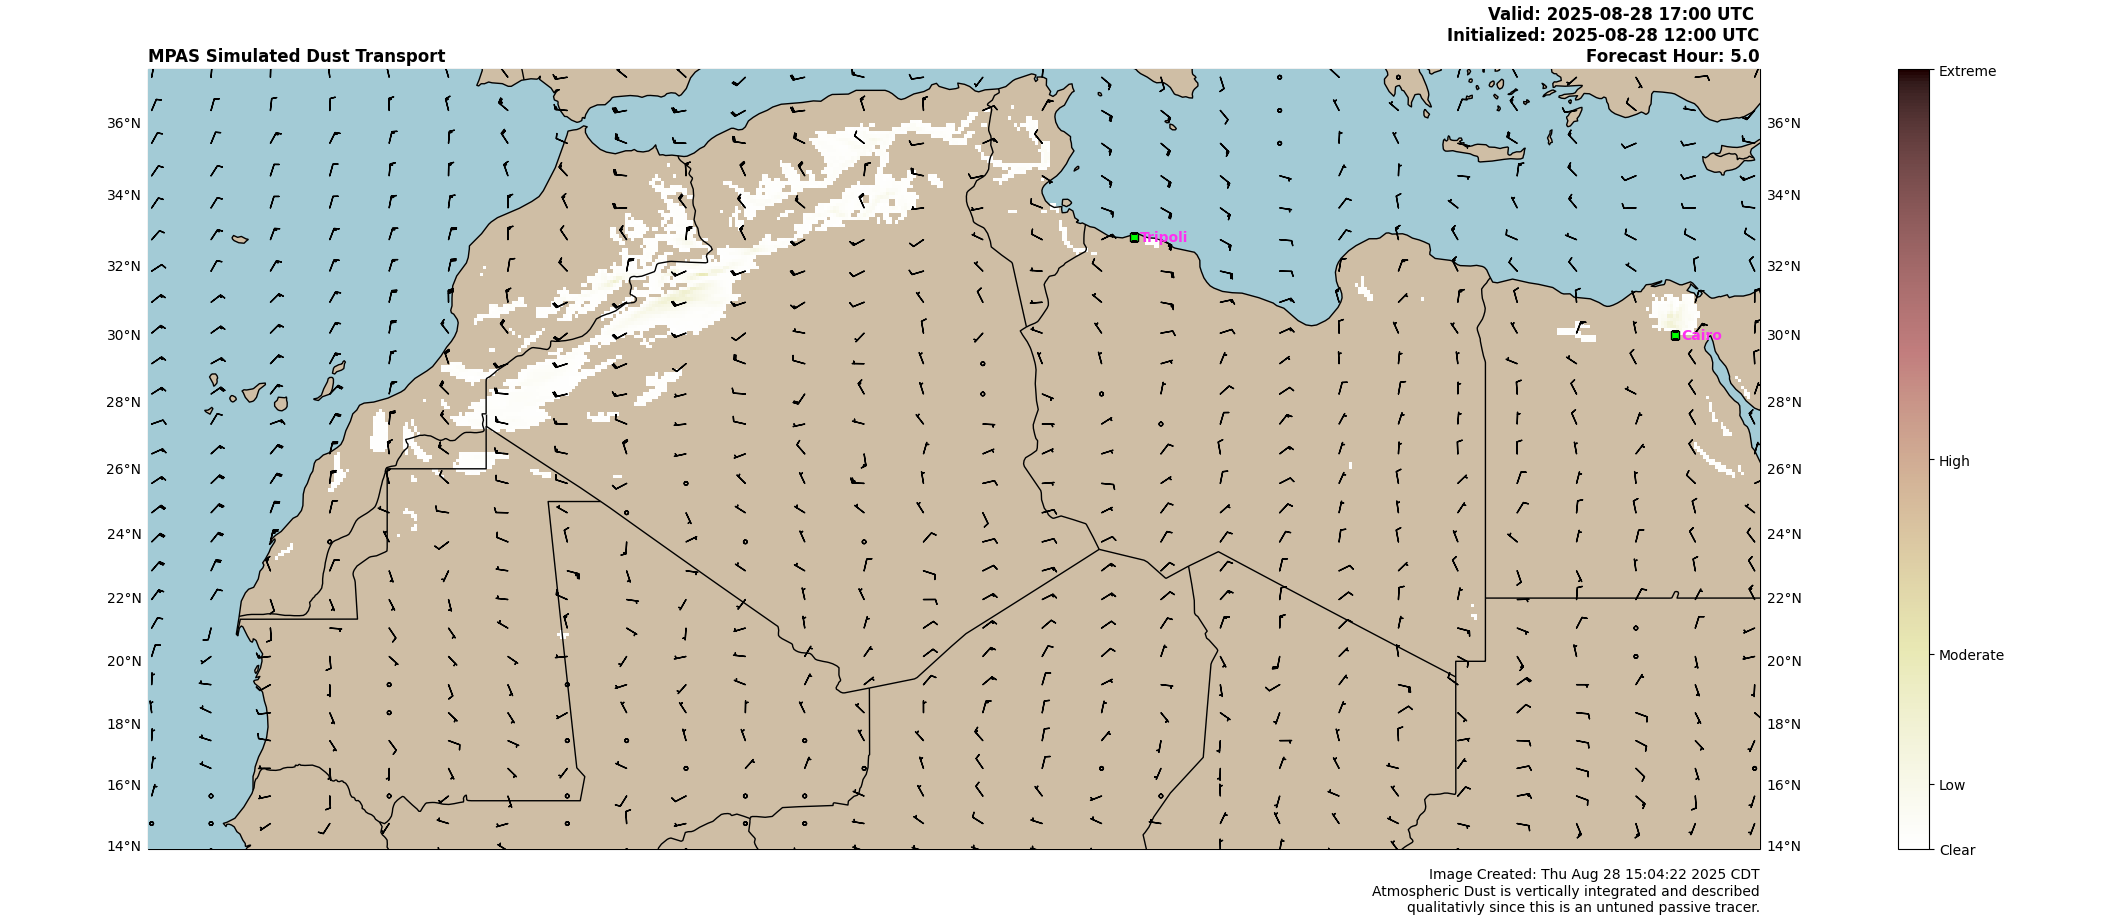 Valid: 2025-08-28 17:00 UTC
Initialized: 2025-08-28 12:00 UTC
MPAS Simulated Dust Transport
Forecast Hour: 5.0
Extreme
36°N
36°N
34°N
34°N
Tripoli
32°N
32°N
30°N
Cairo
30°N
28°N
28°N
26°N
26°N
High
24°N
24°N
22°N
22°N
20°N
20°N
Moderate
18°N
18°N
16°N
16°N
Low
14°N
14°N
Clear
Image Created: Thu Aug 28 15:04:22 2025 CDT
Atmospheric Dust is vertically integrated and described
qualitativly since this is an untuned passive tracer.